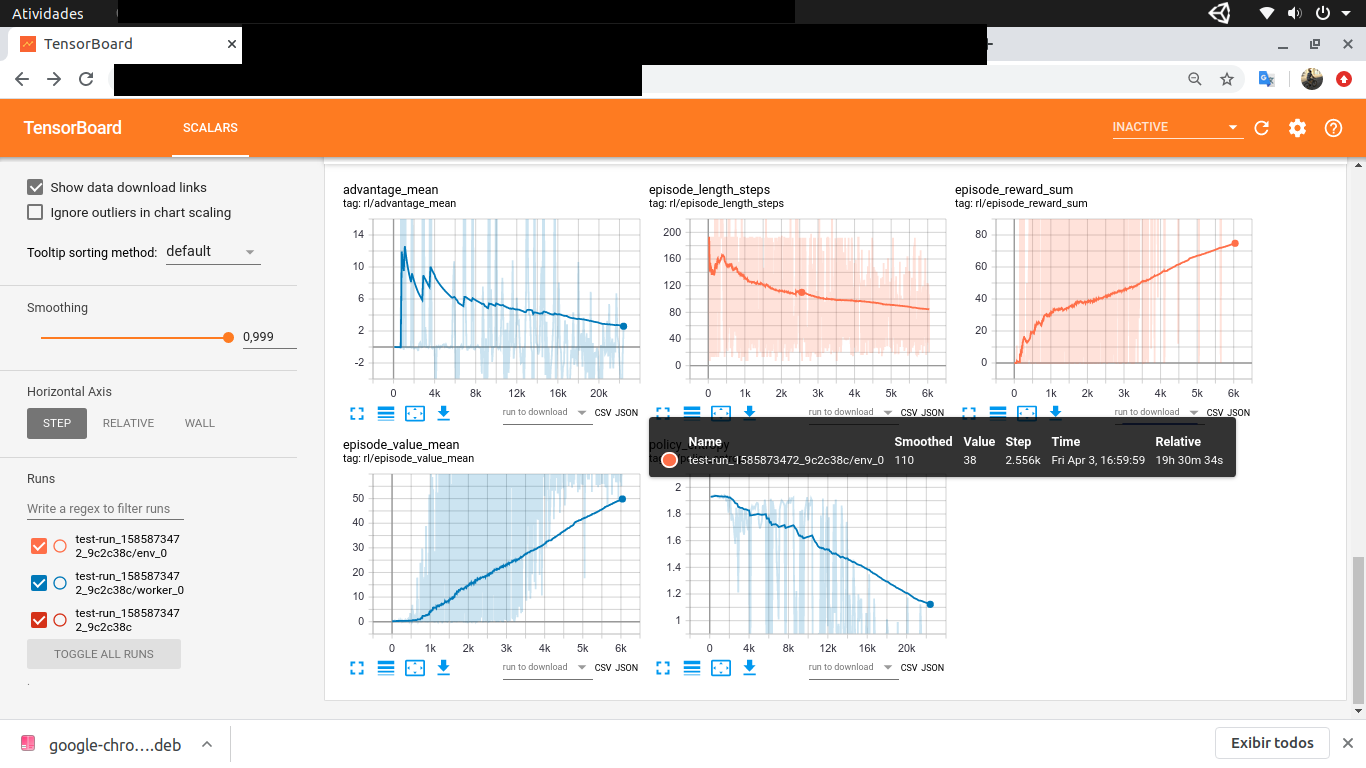 Atividades
TensorBoard
TensorBoard
SCALARS
INACTIVE
Show data download links
Ignore outliers in chart scaling
Tooltip sorting method: default
Smoothing
0,999
Horizontal Axis
STEP RELATIVE WALL
Runs
Write a regex to filter runs
test-run_158587347
2_9c2c38c/env_0
test-run_158587347
2_9c2c38c/worker_0
test-run_158587347
2_9c2c38c
TOGGLE ALL RUNS
advantage_mean
tag: rl/advantage_mean
14
10
6
2
-2
0 4k 8k 12k 16k 20k
run to download CSV JSON
episode_length_steps
tag: rl/episode_length_steps
200
160
120
80
40
0
0 1k 2k 3k 4k 5k 6k
run to download CSV JSON
episode_reward_sum
tag: rl/episode_reward_sum
80
60
40
20
0
0 1k 2k 3k 4k 5k 6k
run to download CSV JSON
episode_value_mean
tag: rl/episode_value_mean
50
40
30
20
10
0
0 1k 2k 3k 4k 5k 6k
run to download CSV JSON
policy_entropy
Name Smoothed Value Step Time Relative
test-run_1585873472_9c2c38c/env_0 110 38 2.556k Fri Apr 3, 16:59:59 19h 30m 34s
2
1.8
1.6
1.4
1.2
1
0 4k 8k 12k 16k 20k
run to download CSV JSON
google-chro....deb
Exibir todos